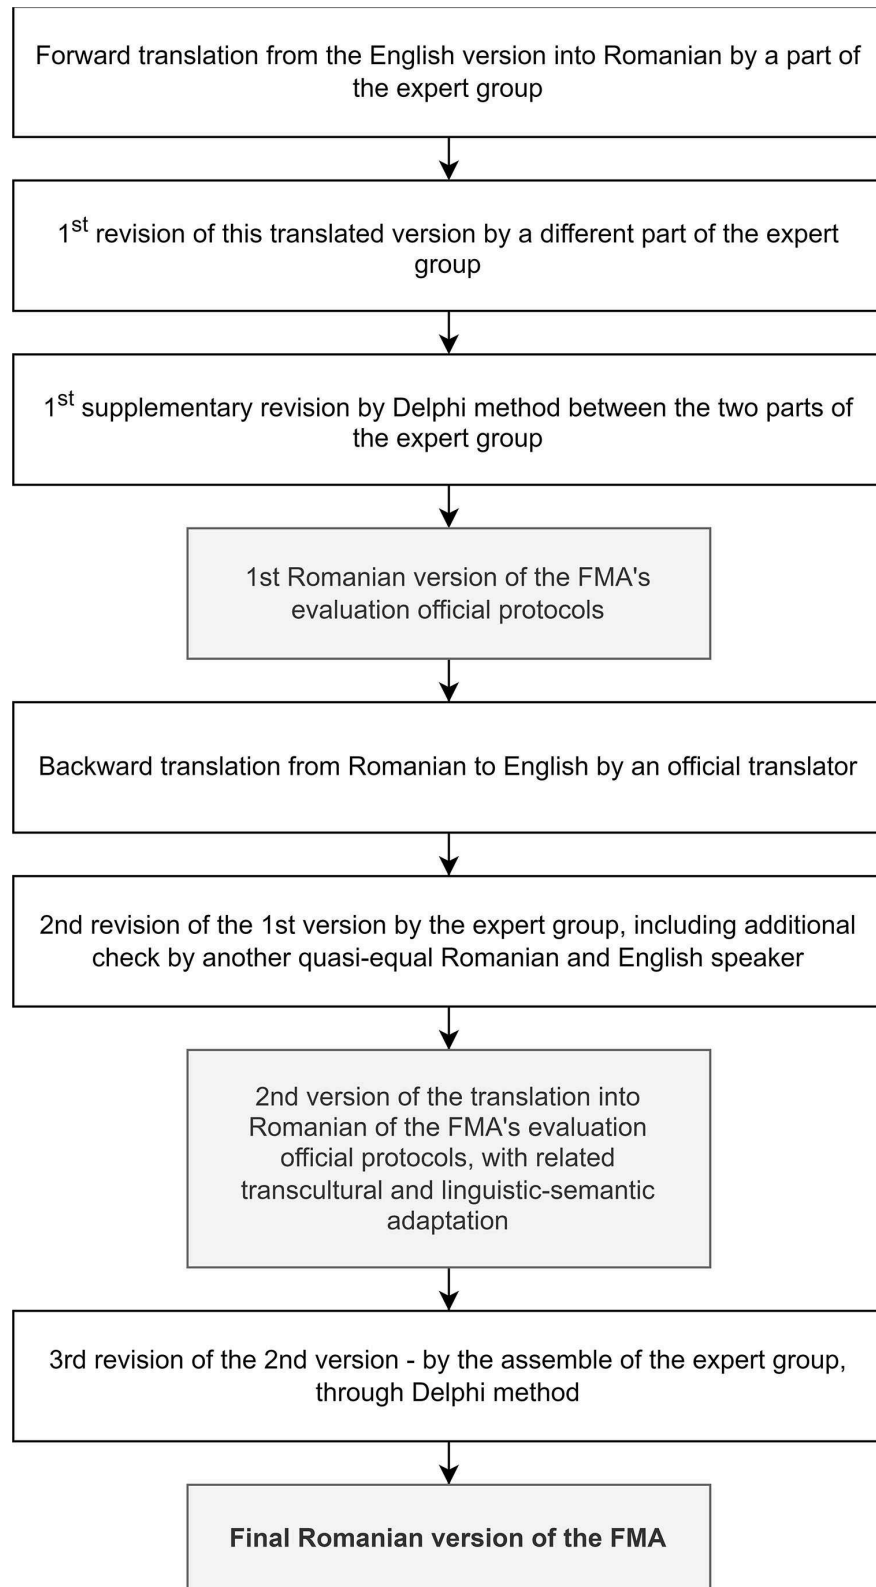 Forward translation from the English version into Romanian by a part of
the expert group
1st revision of this translated version by a different part of the expert
group
1st supplementary revision by Delphi method between the two parts of
the expert group
1st Romanian version of the FMA's
evaluation official protocols
Backward translation from Romanian to English by an official translator
2nd revision of the 1st version by the expert group, including additional
check by another quasi-equal Romanian and English speaker
2nd version of the translation into
Romanian of the FMA's evaluation
official protocols, with related
transcultural and linguistic-semantic
adaptation
3rd revision of the 2nd version - by the assemble of the expert group,
through Delphi method
Final Romanian version of the FMA